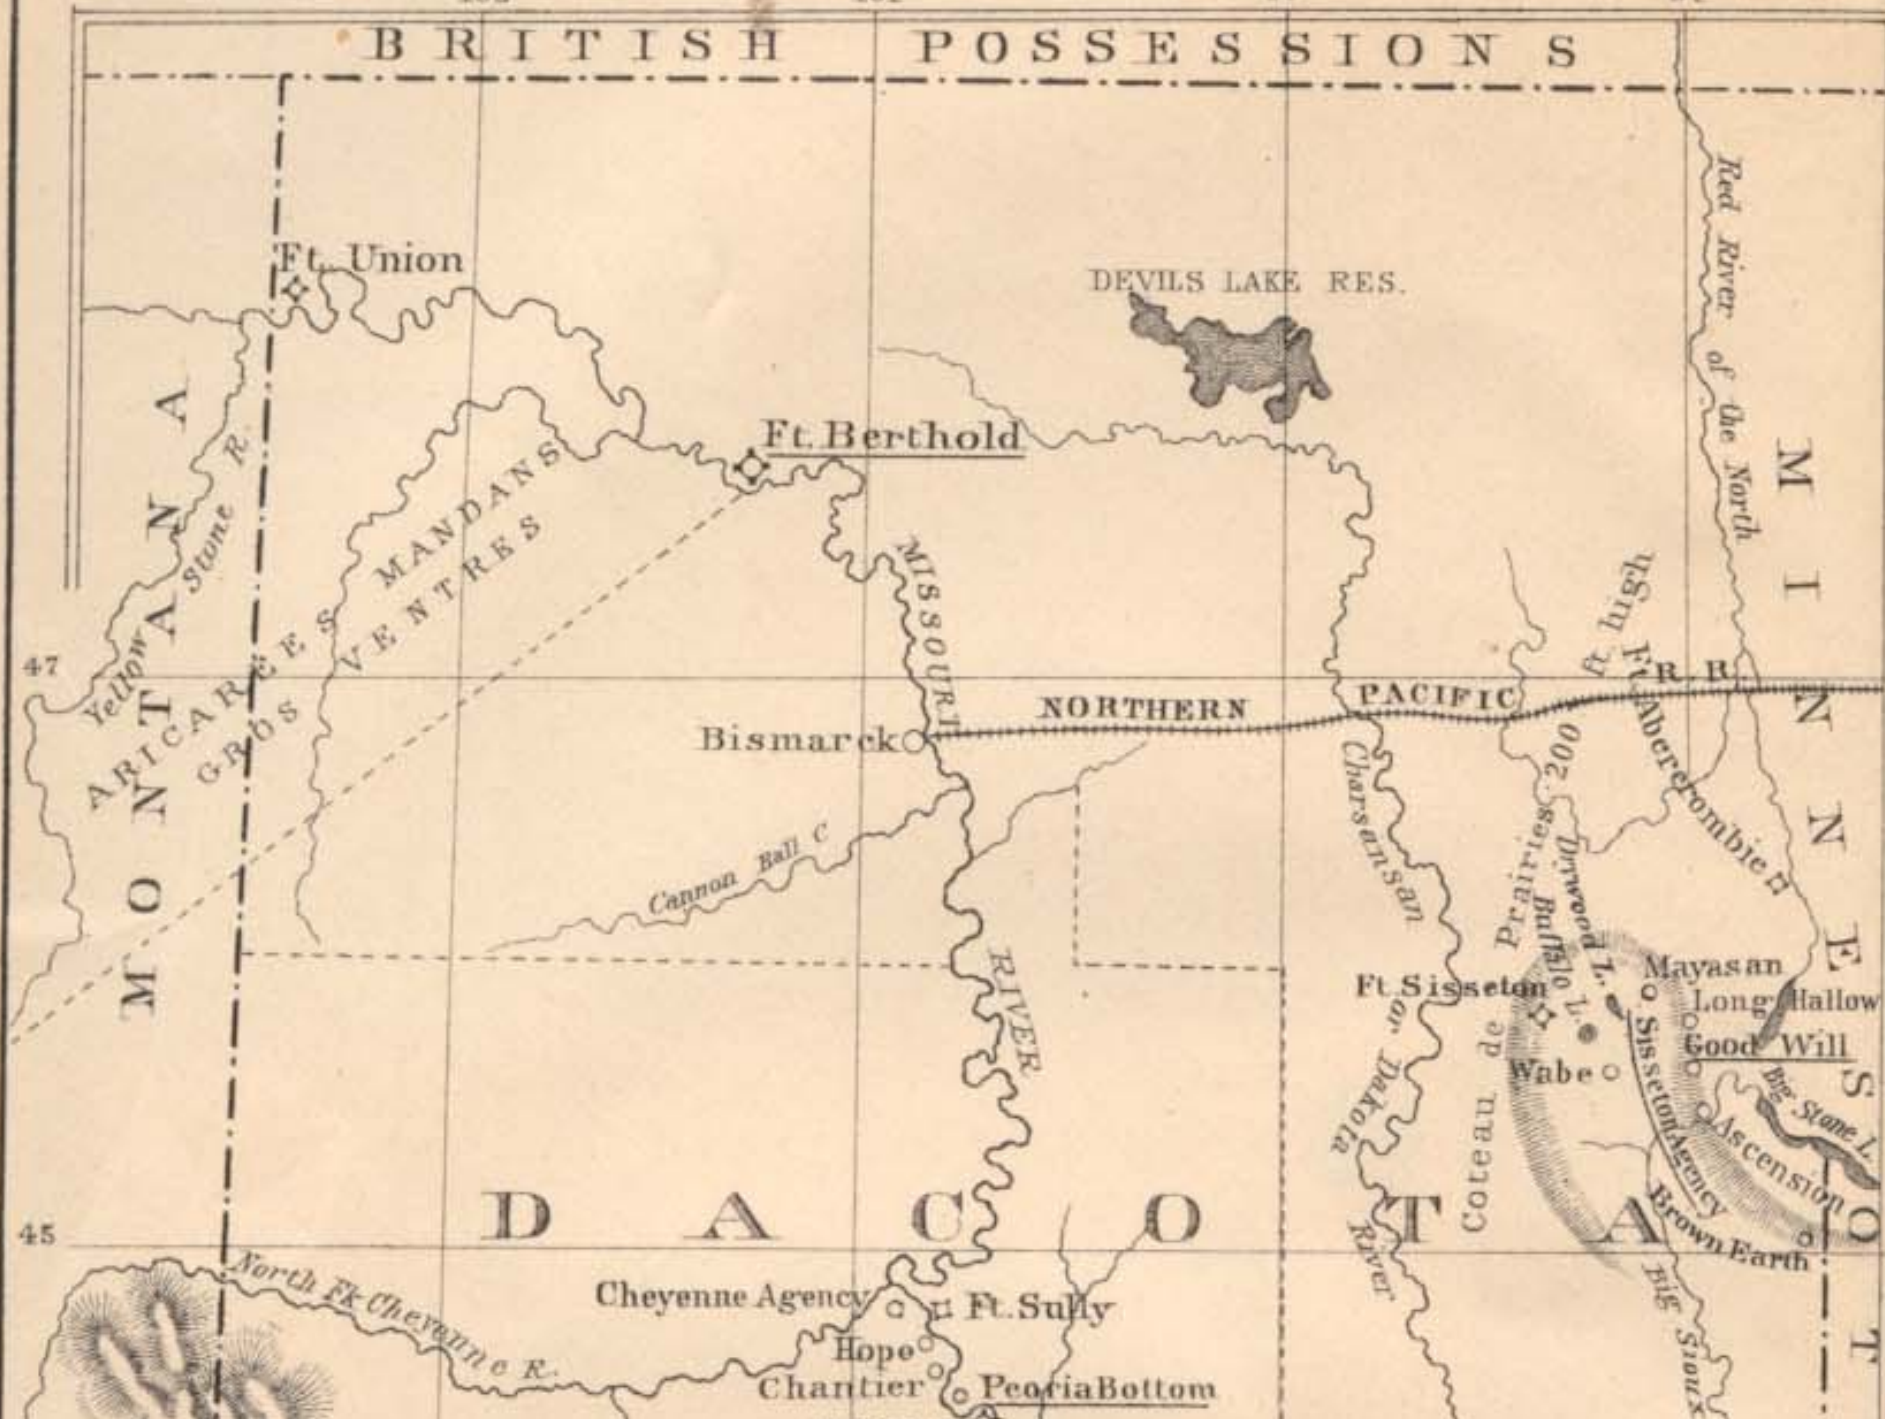 BRITISH POSSESSIONS
Ft. Union
DEVILS LAKE RES.
Red River of the North
Ft. Berthold
MONTANA
Yellow Stone R.
ARICAREES
MANDANS
GROS VENTRES
MINNESOT
47
MISSOURI RIVER
Bismarck
NORTHERN PACIFIC R. R.
Cannon Ball C
Charsansan or Dakota River
Coteau de Prairies 200 ft high
Ft. Abercrombie
Driwood L.
Buffalo L.
Ft. Sisseton
Mayasan
Long Hallow
Good Will
Wabe
Sisseton Agency
Big Stone L.
Ascension
Brown Earth
45
DACOTA
North Fk Cheyenne R.
Cheyenne Agency
Ft. Sully
Hope
Chantier
Peoria Bottom
Big Sioux